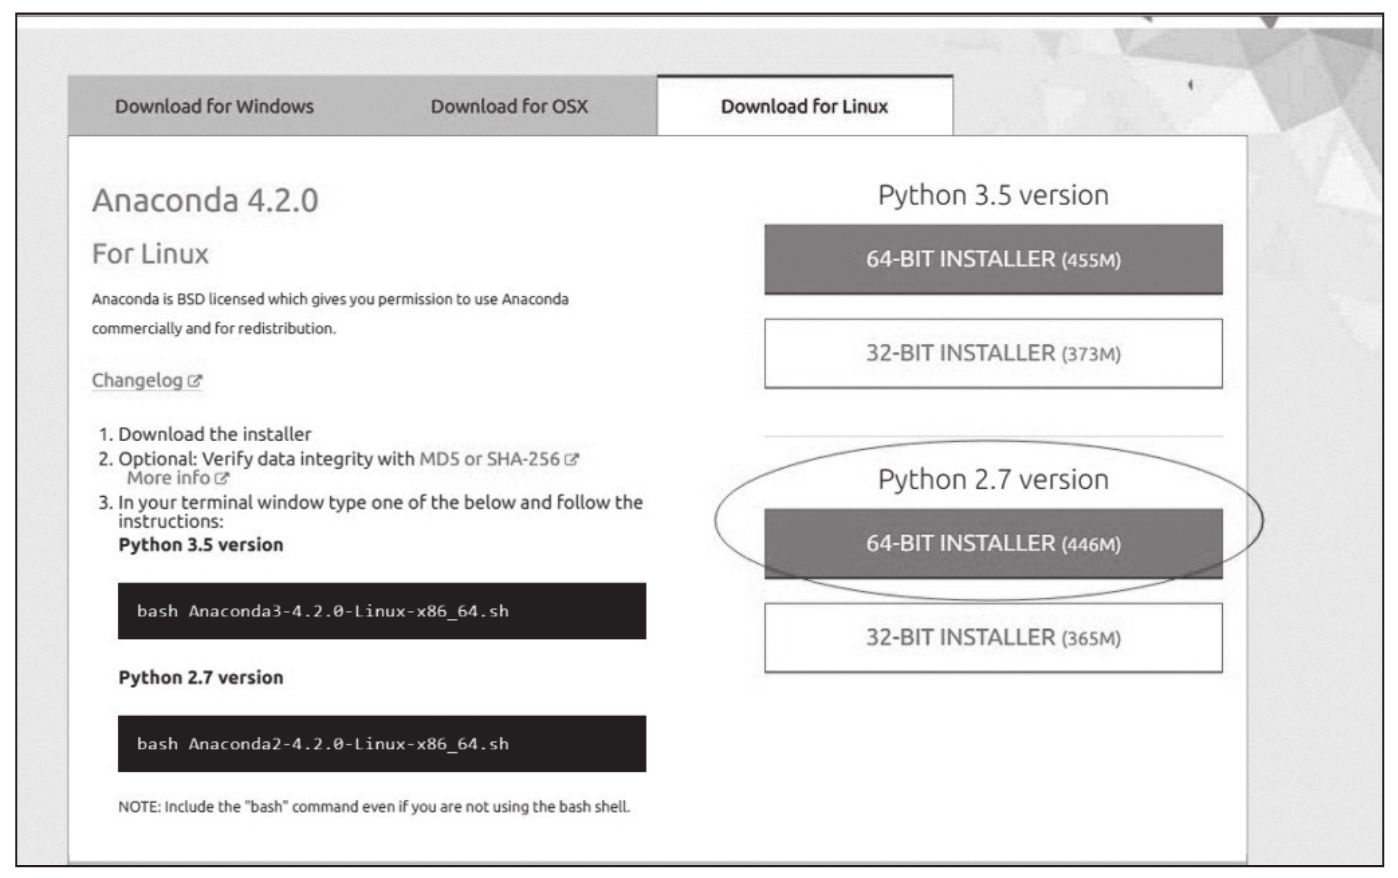 Download for Windows
Download for OSX
Download for Linux
Anaconda 4.2.0
For Linux
Anaconda is BSD licensed which gives you permission to use Anaconda
commercially and for redistribution.
Changelog
1. Download the installer
2. Optional: Verify data integrity with MD5 or SHA-256
More info
3. In your terminal window type one of the below and follow the
instructions:
Python 3.5 version
bash Anaconda3-4.2.0-Linux-x86_64.sh
Python 2.7 version
bash Anaconda2-4.2.0-Linux-x86_64.sh
NOTE: Include the "bash" command even if you are not using the bash shell.
Python 3.5 version
64-BIT INSTALLER (455M)
32-BIT INSTALLER (373M)
Python 2.7 version
64-BIT INSTALLER (446M)
32-BIT INSTALLER (365M)